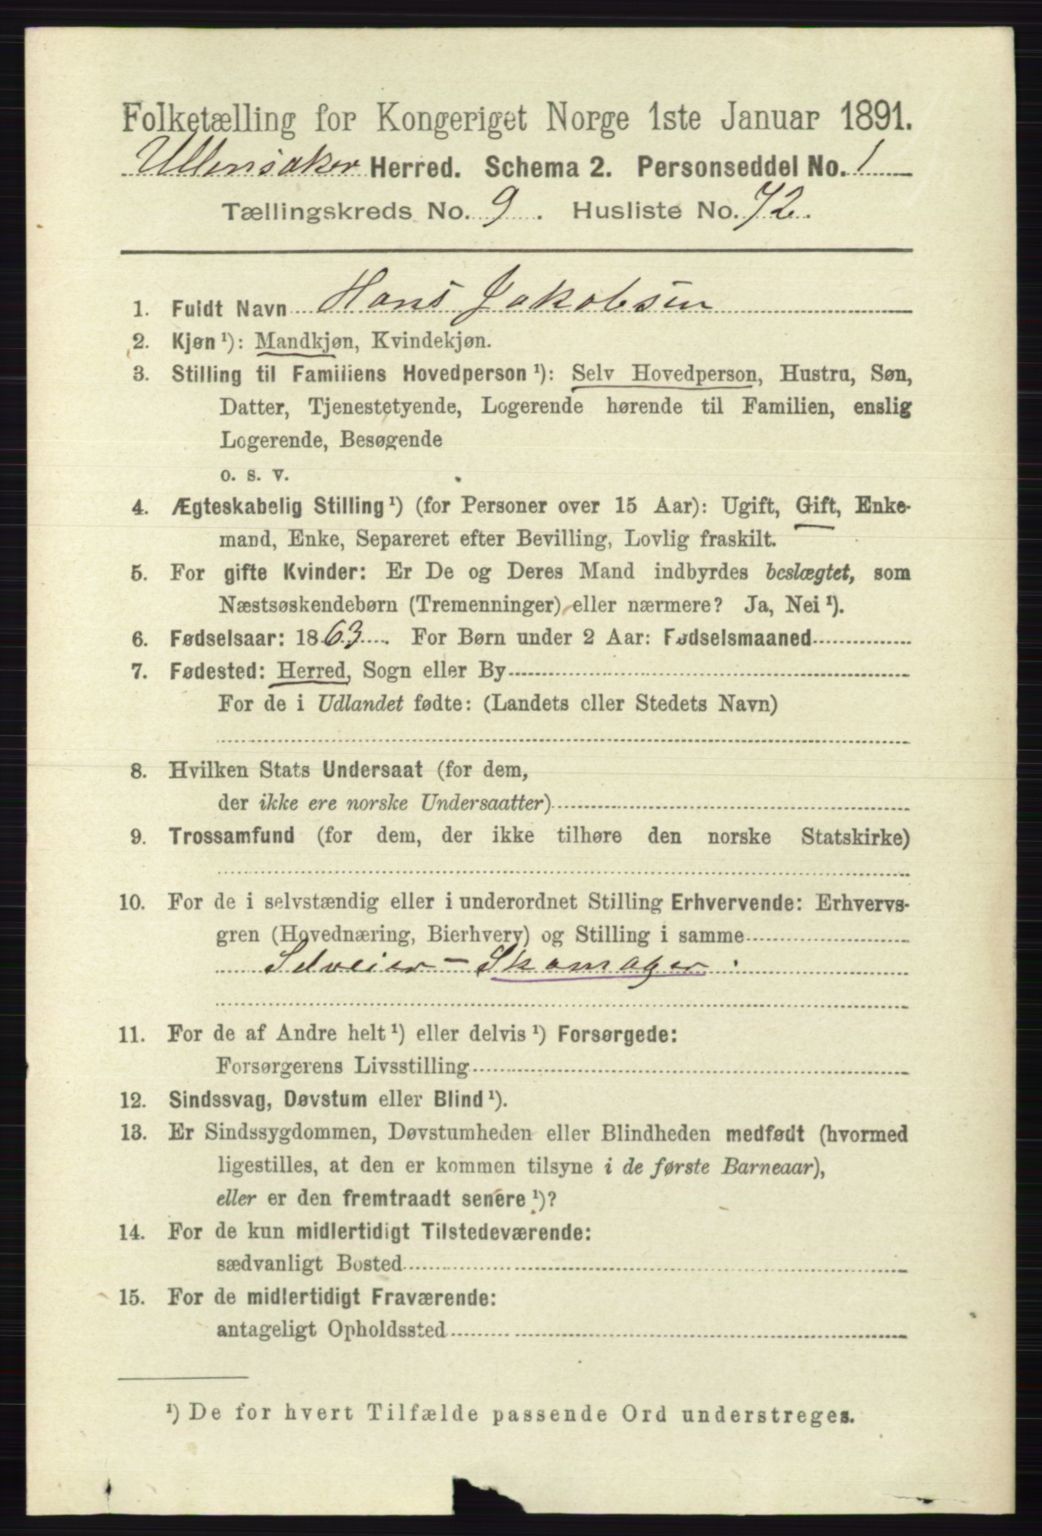 Folketælling for Kongeriget Norge 1ste Januar 1891.
Ullensaker Herred. Schema 2. Personseddel No. 1
Tællingskreds No. 9. Husliste No. 72.
1. Fuldt Navn Hans Jakobsen
2. Kjøn ¹): Mandkjøn, Kvindekjøn.
3. Stilling til Familiens Hovedperson ¹): Selv Hovedperson, Hustru, Søn,
Datter, Tjenestetyende, Logerende hørende til Familien, enslig
Logerende, Besøgende
o. s. v.
4. Ægteskabelig Stilling ¹) (for Personer over 15 Aar): Ugift, Gift, Enke-
mand, Enke, Separeret efter Bevilling, Lovlig fraskilt.
5. For gifte Kvinder: Er De og Deres Mand indbyrdes beslægtet, som
Næstsøskendebørn (Tremenninger) eller nærmere? Ja, Nei ¹).
6. Fødselsaar: 1863. For Børn under 2 Aar: Fødselsmaaned
7. Fødested: Herred, Sogn eller By
For de i Udlandet fødte: (Landets eller Stedets Navn)
8. Hvilken Stats Undersaat (for dem,
der ikke ere norske Undersaatter)
9. Trossamfund (for dem, der ikke tilhøre den norske Statskirke)
10. For de i selvstændig eller i underordnet Stilling Erhvervende: Erhvervs-
gren (Hovednæring, Bierhverv) og Stilling i samme
Selveier - Skomager.
11. For de af Andre helt ¹) eller delvis ¹) Forsørgede:
Forsørgerens Livsstilling
12. Sindssvag, Døvstum eller Blind ¹).
13. Er Sindssygdommen, Døvstumheden eller Blindheden medfødt (hvormed
ligestilles, at den er kommen tilsyne i de første Barneaar),
eller er den fremtraadt senere ¹)?
14. For de kun midlertidigt Tilstedeværende:
sædvanligt Bosted
15. For de midlertidigt Fraværende:
antageligt Opholdssted
¹) De for hvert Tilfælde passende Ord understreges.